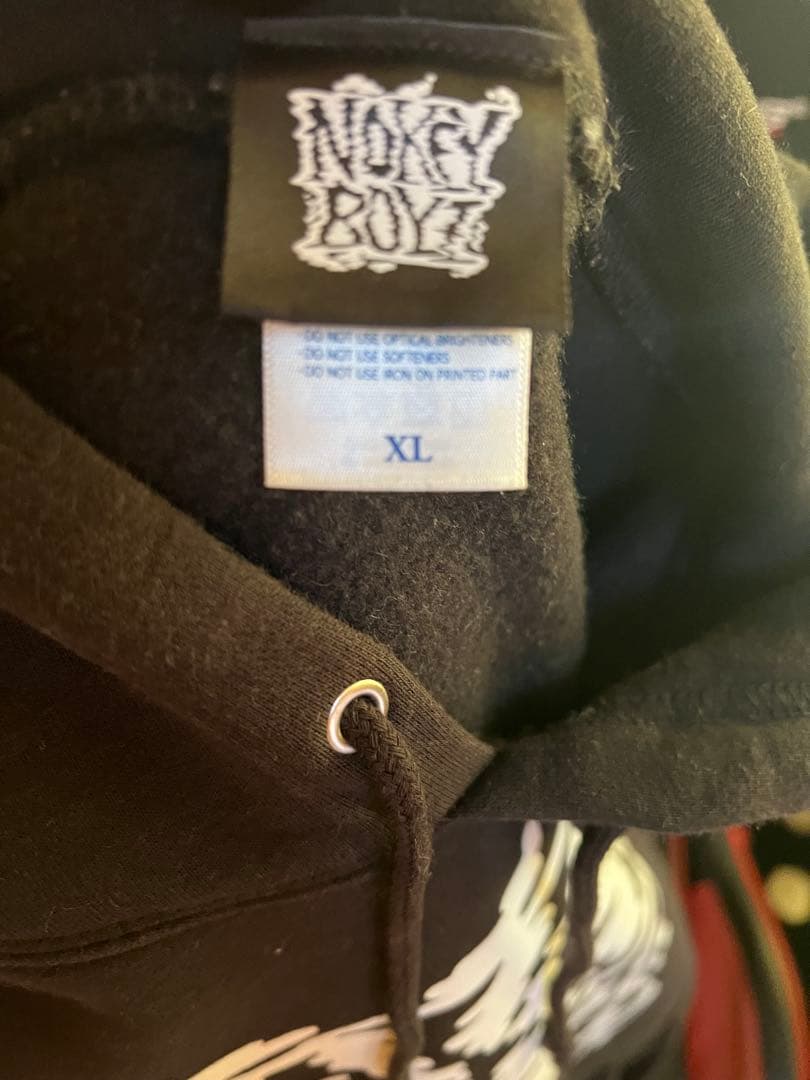 NOKEY
BOYZ
·DO NOT USE OPTICAL BRIGHTENERS
·DO NOT USE SOFTENERS
·DO NOT USE IRON ON PRINTED PART
XL